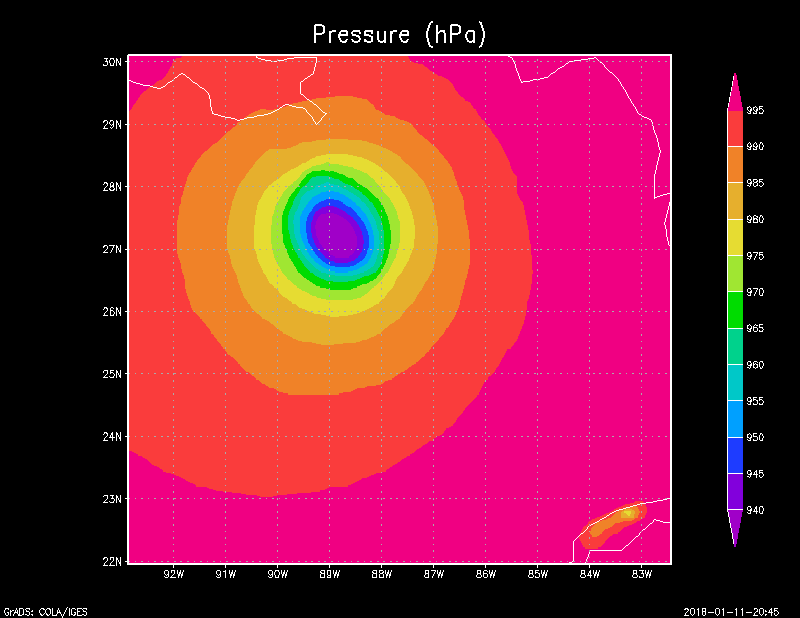 Pressure (hPa)
30N
29N
28N
27N
26N
25N
24N
23N
22N
92W 91W 90W 89W 88W 87W 86W 85W 84W 83W
995
990
985
980
975
970
965
960
955
950
945
940
GrADS: COLA/IGES
2018-01-11-20:45